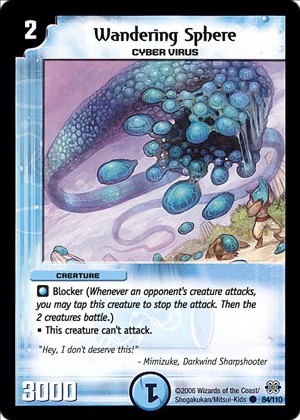 2
Wandering Sphere
CYBER VIRUS
CREATURE
Blocker (Whenever an opponent's creature attacks,
you may tap this creature to stop the attack. Then the
2 creatures battle.)
▪ This creature can't attack.
"Hey, I don't deserve this!"
- Mimizuke, Darkwind Sharpshooter
3000
1
©2006 Wizards of the Coast/
Shogakukan/Mitsui-Kids ● 84/110